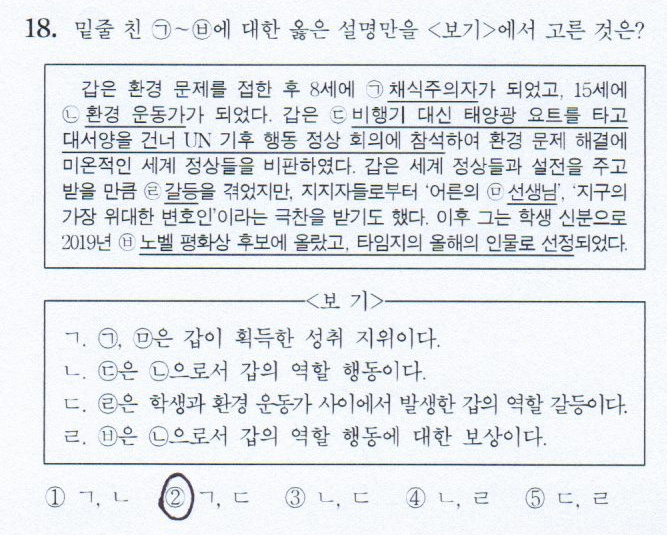 18. 밑줄 친 ㉠~㉥에 대한 옳은 설명만을 <보기>에서 고른 것은?
갑은 환경 문제를 접한 후 8세에 ㉠ 채식주의자가 되었고, 15세에
㉡ 환경 운동가가 되었다. 갑은 ㉢ 비행기 대신 태양광 요트를 타고
대서양을 건너 UN 기후 행동 정상 회의에 참석하여 환경 문제 해결에
미온적인 세계 정상들을 비판하였다. 갑은 세계 정상들과 설전을 주고
받을 만큼 ㉣ 갈등을 겪었지만, 지지자들로부터 '어른의 ㉤ 선생님', '지구의
가장 위대한 변호인'이라는 극찬을 받기도 했다. 이후 그는 학생 신분으로
2019년 ㉥ 노벨 평화상 후보에 올랐고, 타임지의 올해의 인물로 선정되었다.
<보 기>
ㄱ. ㉠, ㉤은 갑이 획득한 성취 지위이다.
ㄴ. ㉢은 ㉡으로서 갑의 역할 행동이다.
ㄷ. ㉣은 학생과 환경 운동가 사이에서 발생한 갑의 역할 갈등이다.
ㄹ. ㉥은 ㉡으로서 갑의 역할 행동에 대한 보상이다.
① ㄱ, ㄴ ② ㄱ, ㄷ ③ ㄴ, ㄷ ④ ㄴ, ㄹ ⑤ ㄷ, ㄹ